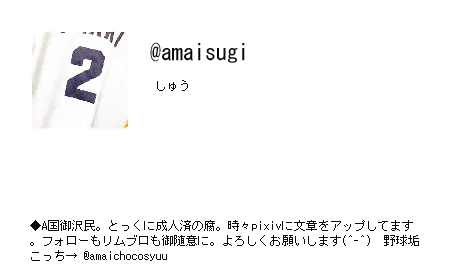 2
@amaisugi
しゅう
◆A国御沢民。とっくに成人済の腐。時々pixivに文章をアップしてます
。フォローもリムブロも御随意に。よろしくお願いします(^-^)　野球垢
こっち→ @amaichocosyuu